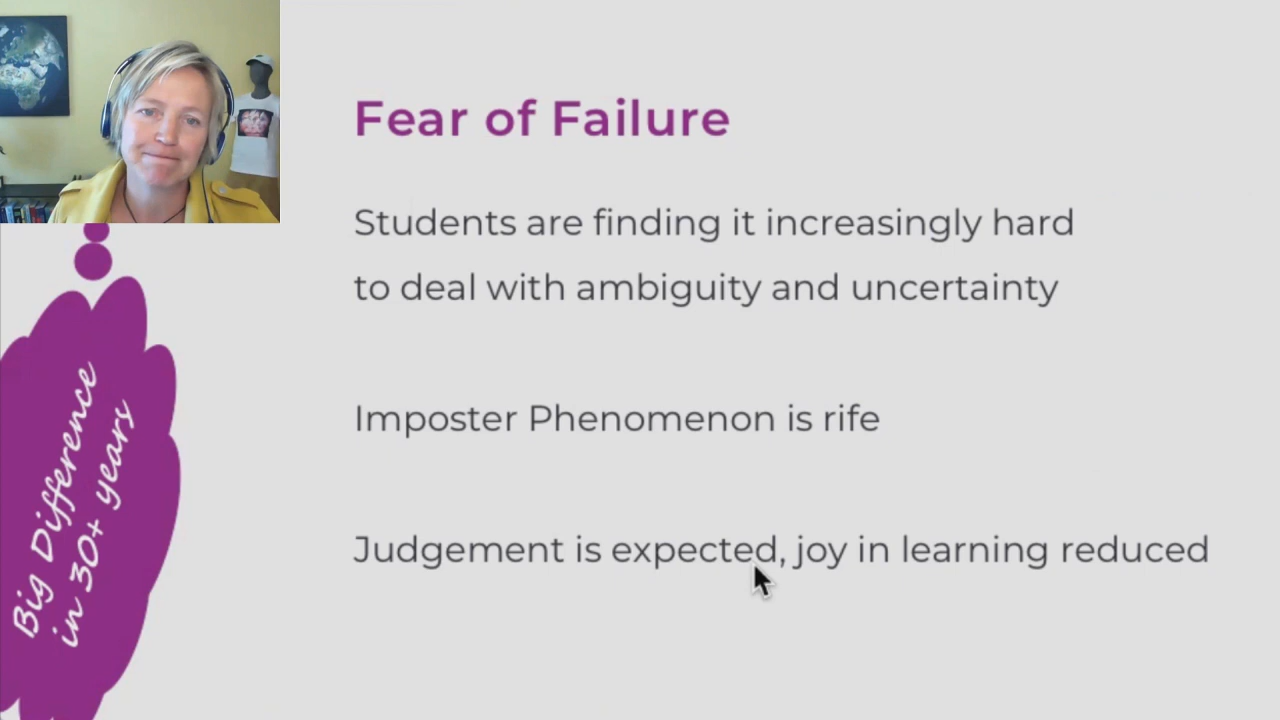 Fear of Failure
Students are finding it increasingly hard
to deal with ambiguity and uncertainty
Imposter Phenomenon is rife
Judgement is expected, joy in learning reduced
Big Difference
in 30+ years